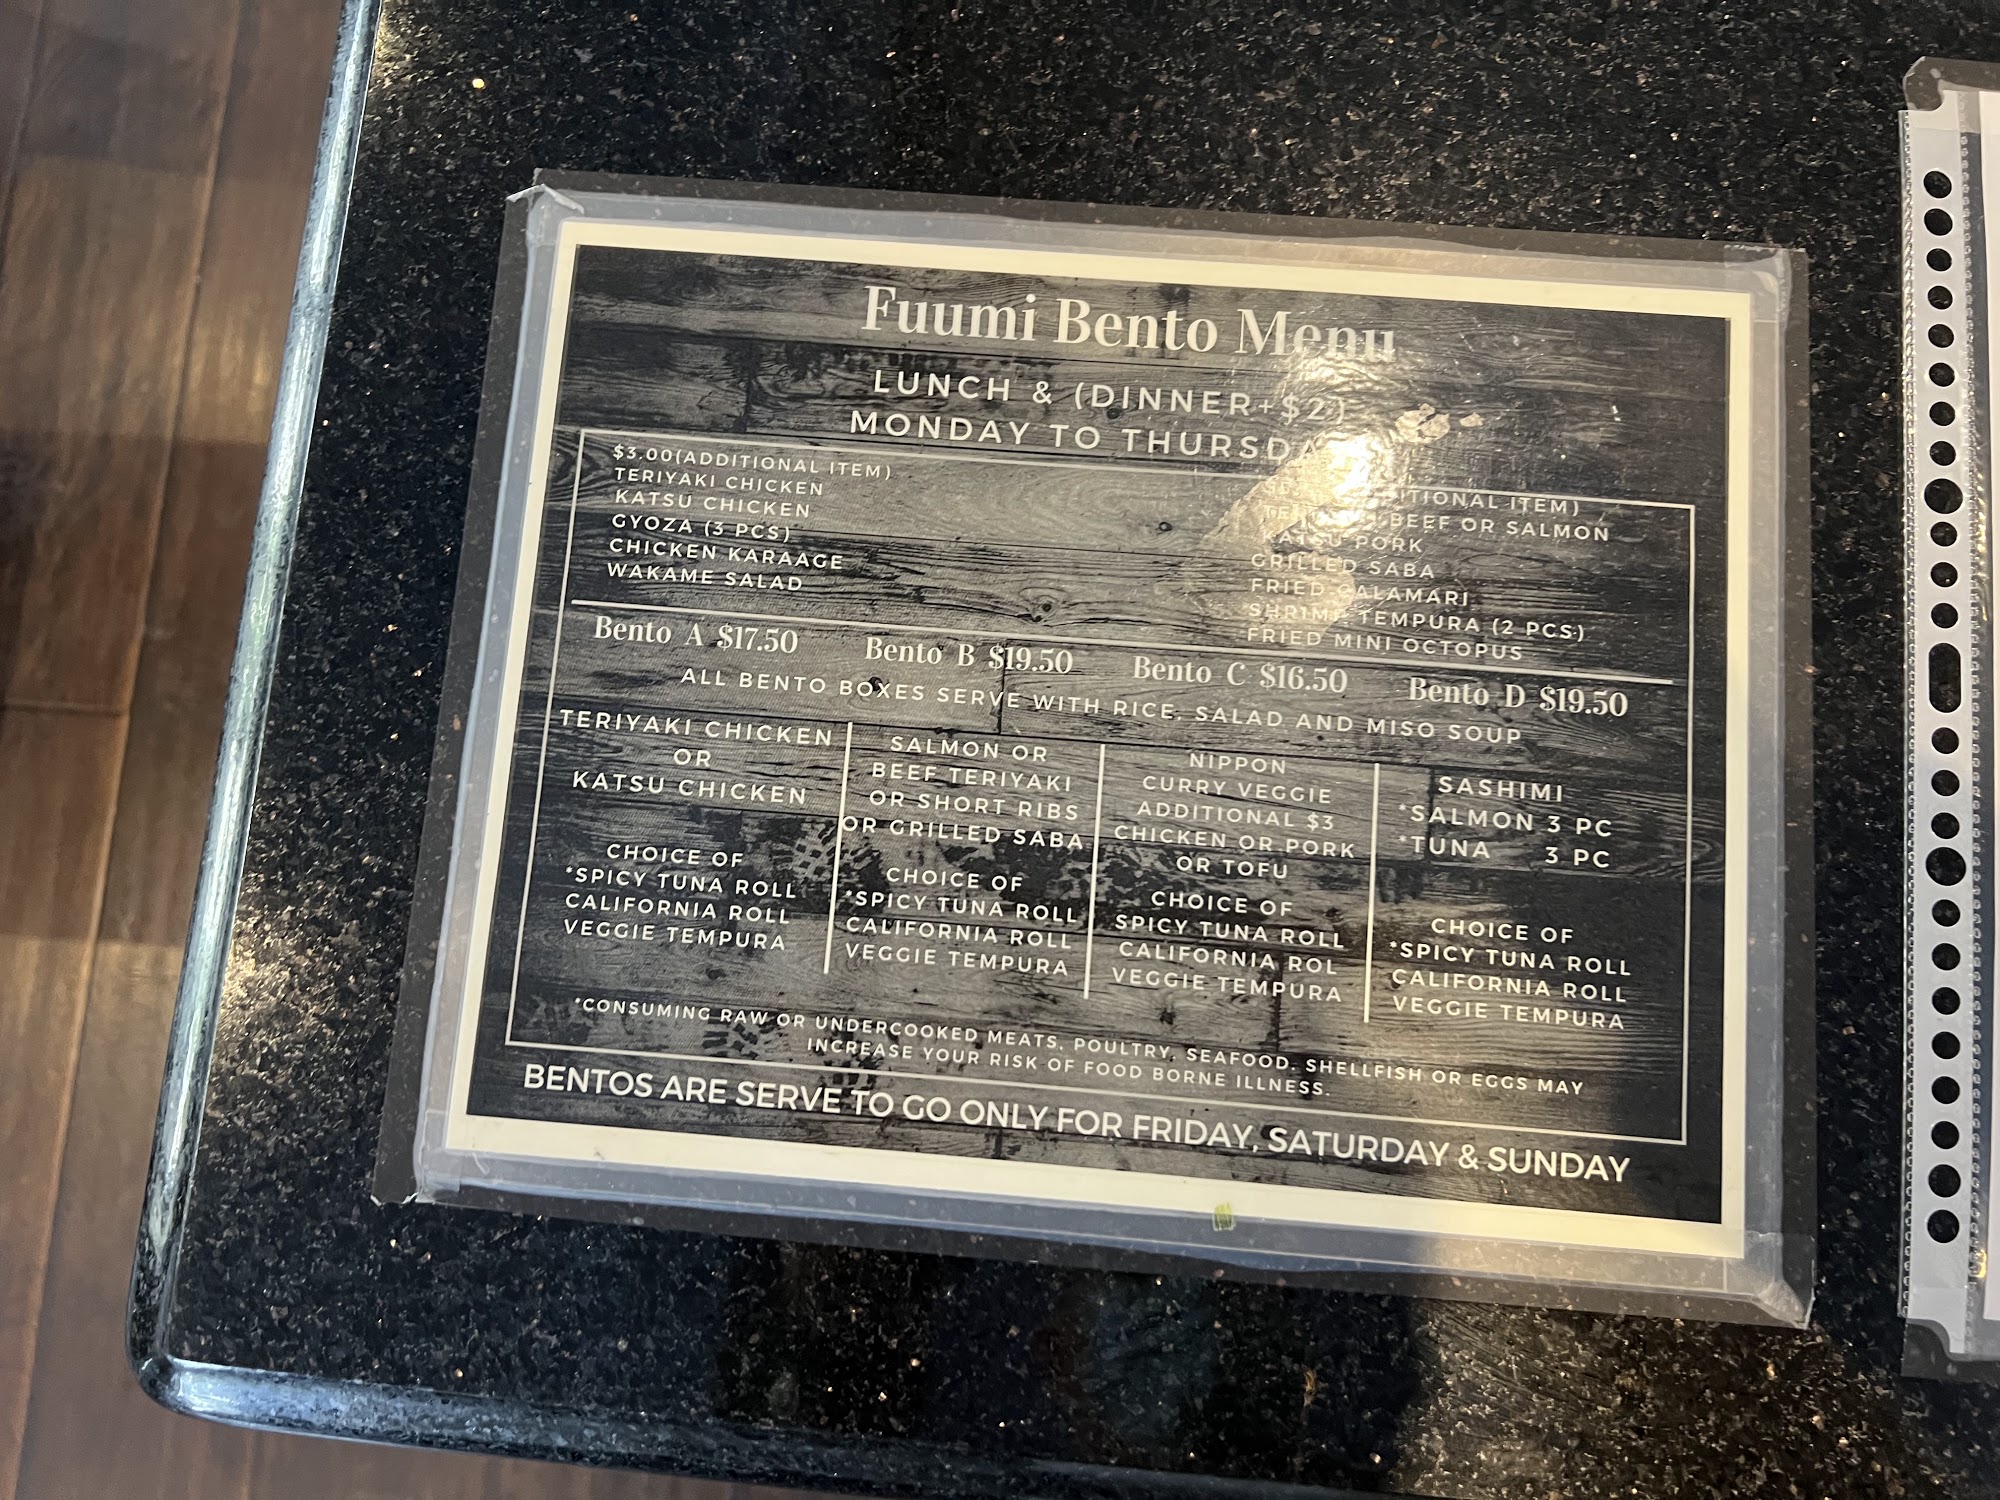 Fuumi Bento Menu
LUNCH & (DINNER+$2)
MONDAY TO THURSDA
$3.00(ADDITIONAL ITEM)
TERIYAKI CHICKEN
KATSU CHICKEN
GYOZA (3 PCS)
CHICKEN KARAAGE
WAKAME SALAD
ITEM)
BEEF OR SALMON
KATSU PORK
GRILLED SABA
FRIED CALAMARI
SHRIMP TEMPURA (2 PCS)
FRIED MINI OCTOPUS
Bento A $17.50
Bento B $19.50
Bento C $16.50
Bento D $19.50
ALL BENTO BOXES SERVE WITH RICE, SALAD AND MISO SOUP
TERIYAKI CHICKEN
OR
KATSU CHICKEN
CHOICE OF
*SPICY TUNA ROLL
CALIFORNIA ROLL
VEGGIE TEMPURA
SALMON OR
BEEF TERIYAKI
OR SHORT RIBS
OR GRILLED SABA
CHOICE OF
*SPICY TUNA ROLL
CALIFORNIA ROLL
VEGGIE TEMPURA
NIPPON
CURRY VEGGIE
ADDITIONAL $3
CHICKEN OR PORK
OR TOFU
CHOICE OF
SPICY TUNA ROLL
CALIFORNIA ROL
VEGGIE TEMPURA
SASHIMI
*SALMON 3 PC
*TUNA 3 PC
CHOICE OF
*SPICY TUNA ROLL
CALIFORNIA ROLL
VEGGIE TEMPURA
*CONSUMING RAW OR UNDERCOOKED MEATS, POULTRY, SEAFOOD, SHELLFISH OR EGGS MAY
INCREASE YOUR RISK OF FOOD BORNE ILLNESS.
BENTOS ARE SERVE TO GO ONLY FOR FRIDAY, SATURDAY & SUNDAY